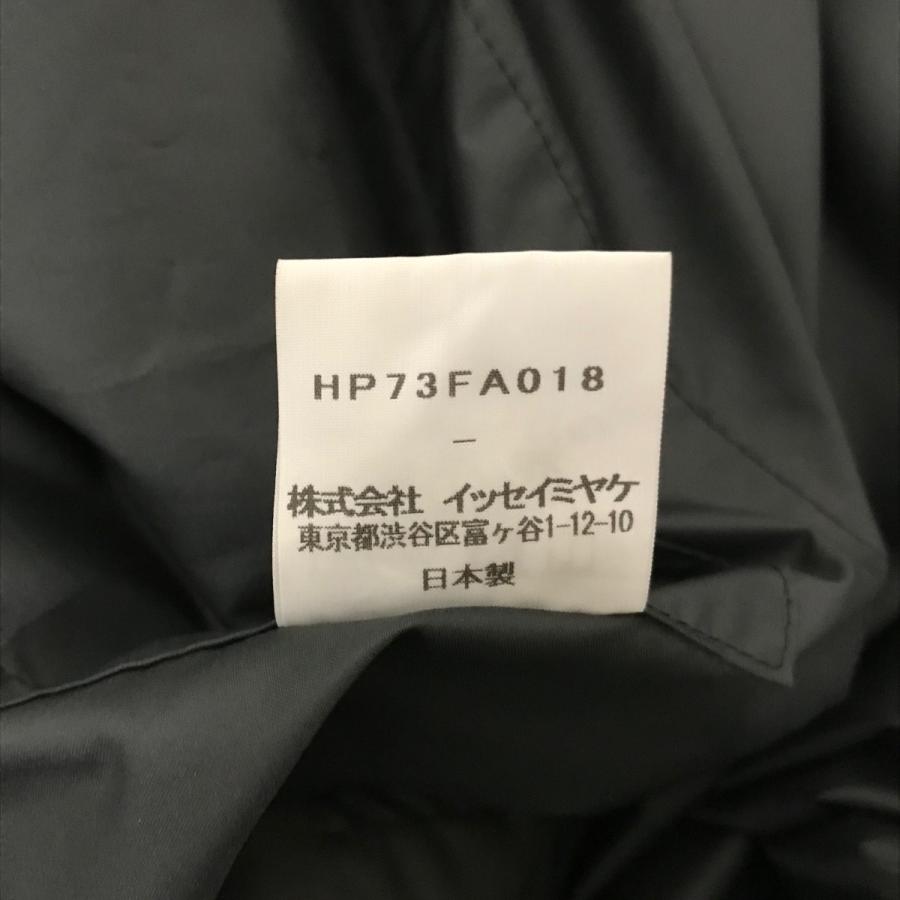 HP73FA018
–
株式会社 イッセイミヤケ
東京都渋谷区富ヶ谷1-12-10
日本製